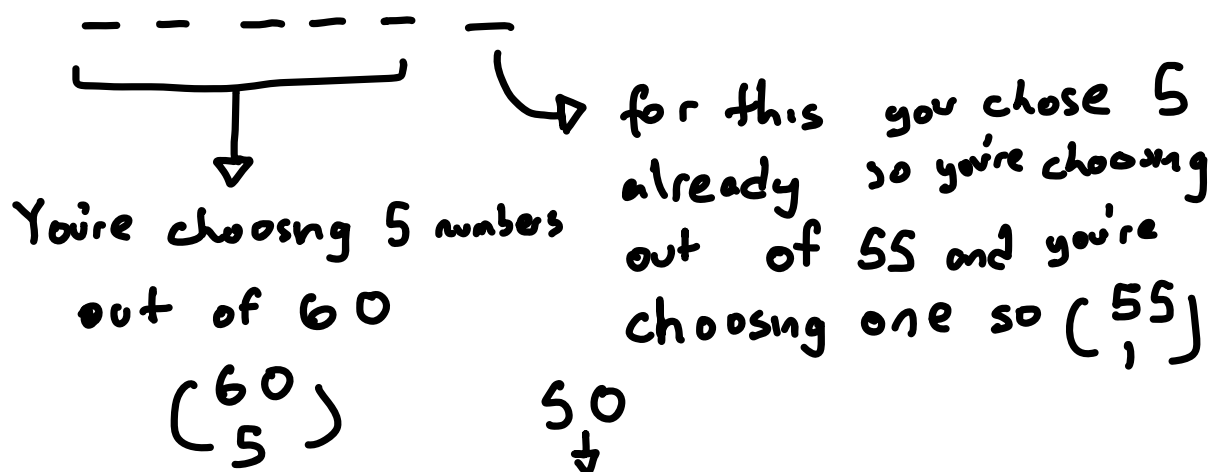 for this you chose 5
already so you're choosing
out of 55 and you're
choosing one so (55
1)
You're choosng 5 numbers
out of 60
(60
5)
50